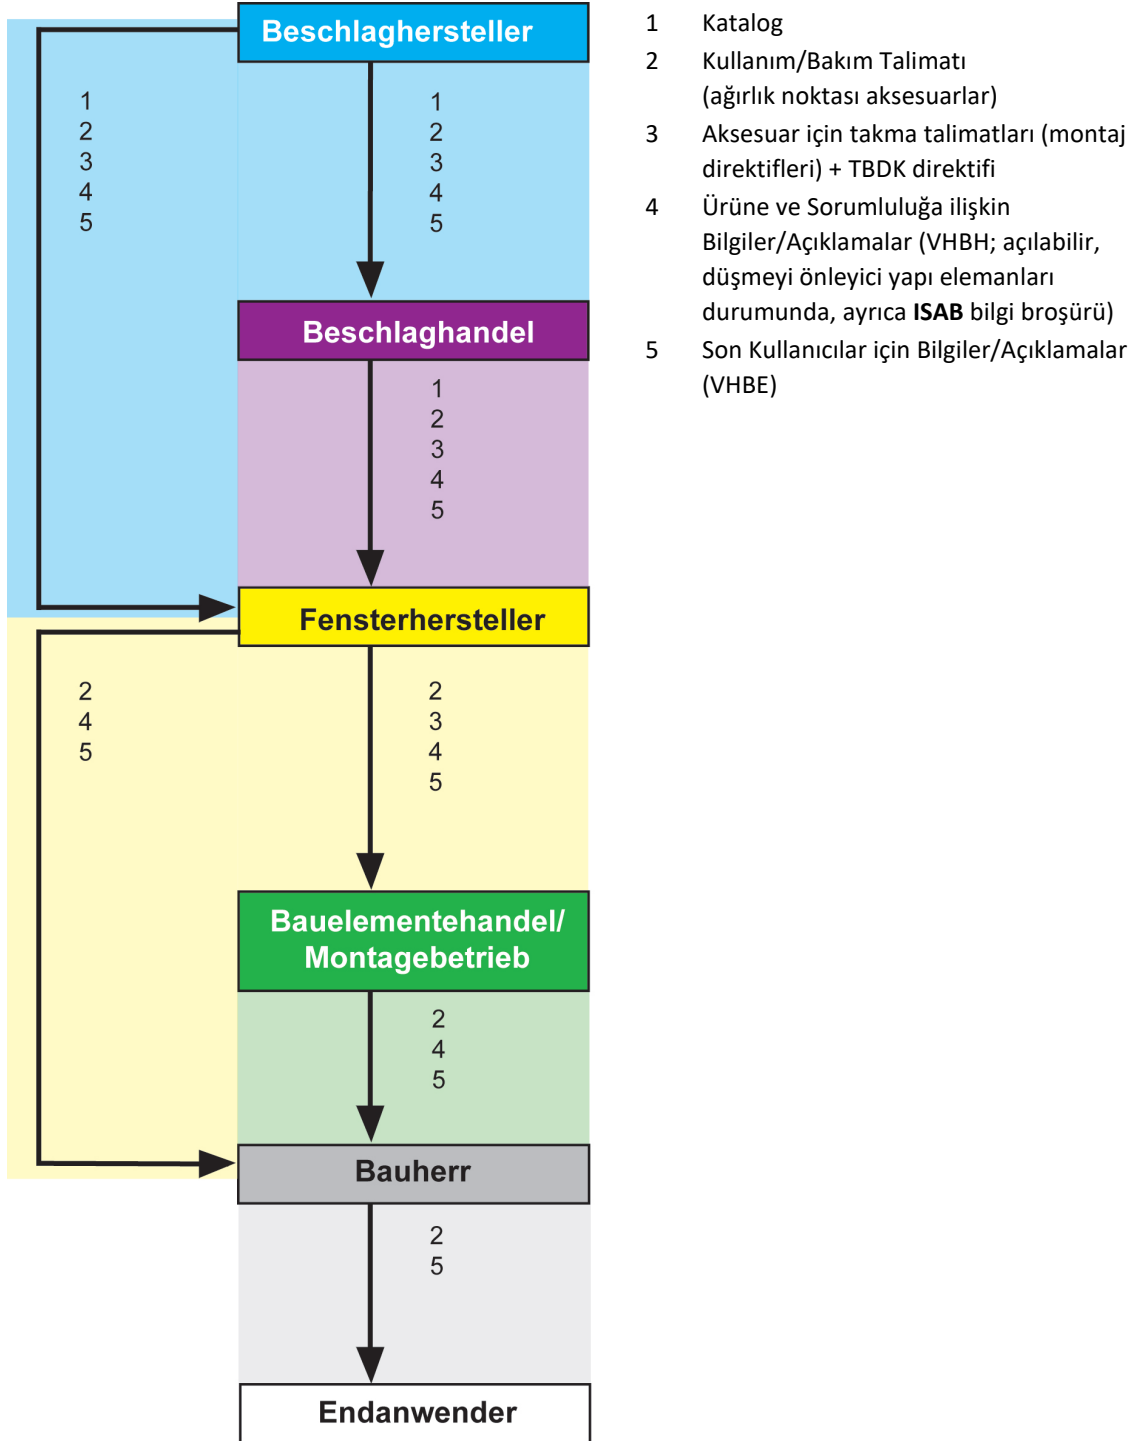 Beschlaghersteller
1
2
3
4
5
1
2
3
4
5
Beschlaghandel
1
2
3
4
5
Fensterhersteller
2
4
5
2
3
4
5
Bauelementehandel/
Montagebetrieb
2
4
5
Bauherr
2
5
Endanwender
1 Katalog
2 Kullanım/Bakım Talimatı
(ağırlık noktası aksesuarlar)
3 Aksesuar için takma talimatları (montaj
direktifleri) + TBDK direktifi
4 Ürüne ve Sorumluluğa ilişkin
Bilgiler/Açıklamalar (VHBH; açılabilir,
düşmeyi önleyici yapı elemanları
durumunda, ayrıca ISAB bilgi broşürü)
5 Son Kullanıcılar için Bilgiler/Açıklamalar
(VHBE)